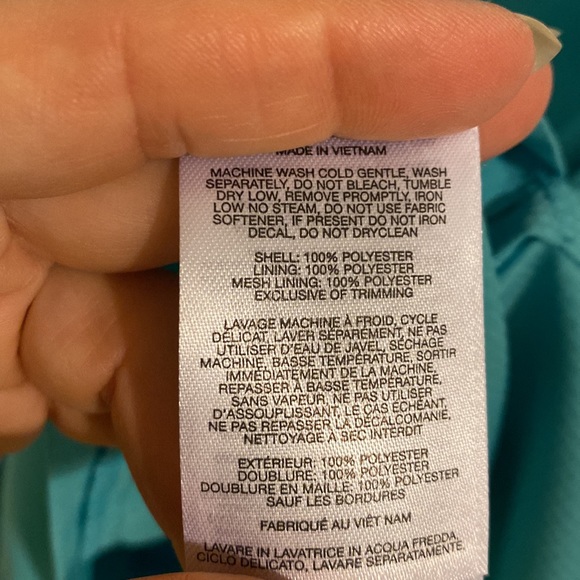 MADE IN VIETNAM
MACHINE WASH COLD GENTLE, WASH
SEPARATELY, DO NOT BLEACH, TUMBLE
DRY LOW, REMOVE PROMPTLY, IRON
LOW NO STEAM, DO NOT USE FABRIC
SOFTENER, IF PRESENT DO NOT IRON
DECAL, DO NOT DRYCLEAN
SHELL: 100% POLYESTER
LINING: 100% POLYESTER
MESH LINING: 100% POLYESTER
EXCLUSIVE OF TRIMMING
LAVAGE MACHINE À FROID, CYCLE
DÉLICAT, LAVER SÉPAREMENT, NE PAS
UTILISER D'EAU DE JAVEL, SÉCHAGE
MACHINE, BASSE TEMPÉRATURE, SORTIR
IMMÉDIATEMENT DE LA MACHINE,
REPASSER À BASSE TEMPÉRATURE,
SANS VAPEUR, NE PAS UTILISER
D'ASSOUPLISSANT, LE CAS ÉCHÉANT,
NE PAS REPASSER LA DÉCALCOMANIE,
NETTOYAGE À SEC INTERDIT
EXTÉRIEUR: 100% POLYESTER
DOUBLURE: 100% POLYESTER
DOUBLURE EN MAILLE: 100% POLYESTER
SAUF LES BORDURES
FABRIQUÉ AU VIÊT NAM
LAVARE IN LAVATRICE IN ACQUA FREDDA,
CICLO DELICATO, LAVARE SEPARATAMENTE,